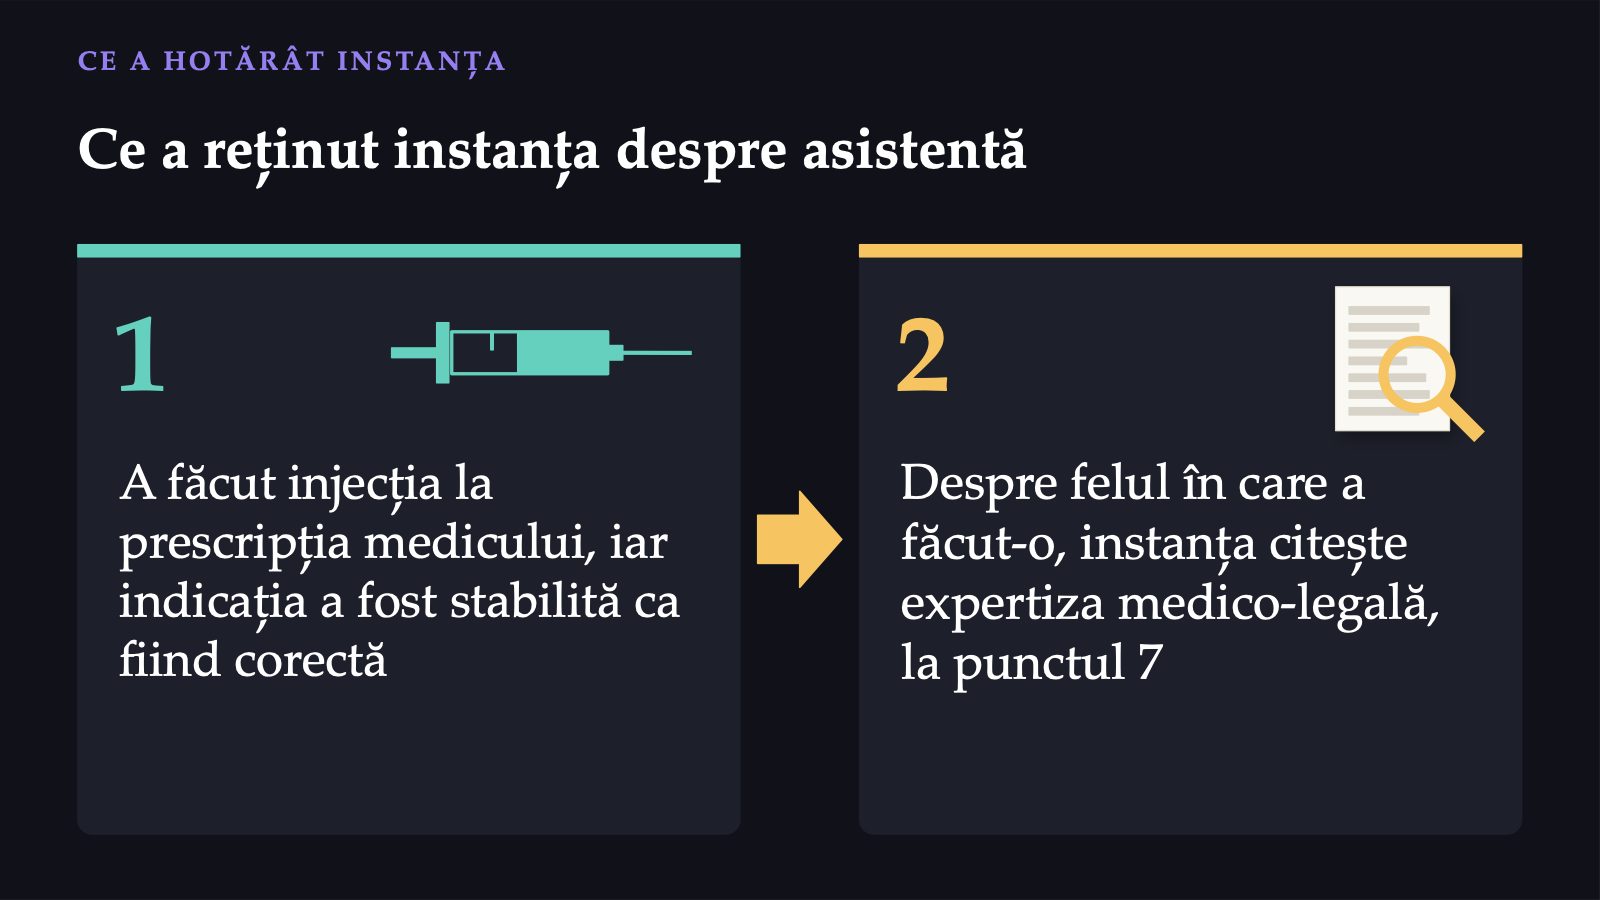 CE A HOTĂRÂT INSTANȚA
Ce a reținut instanța despre asistentă
1
A făcut injecția la
prescripția medicului, iar
indicația a fost stabilită ca
fiind corectă
2
Despre felul în care a
făcut-o, instanța citește
expertiza medico-legală,
la punctul 7